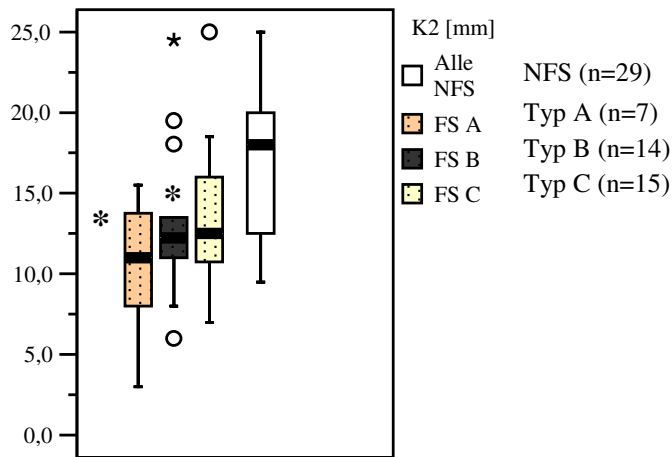 25,0
20,0
15,0
10,0
5,0
0,0
*
*
*
K2 [mm]
Alle
NFS
FS A
FS B
FS C
NFS (n=29)
Typ A (n=7)
Typ B (n=14)
Typ C (n=15)